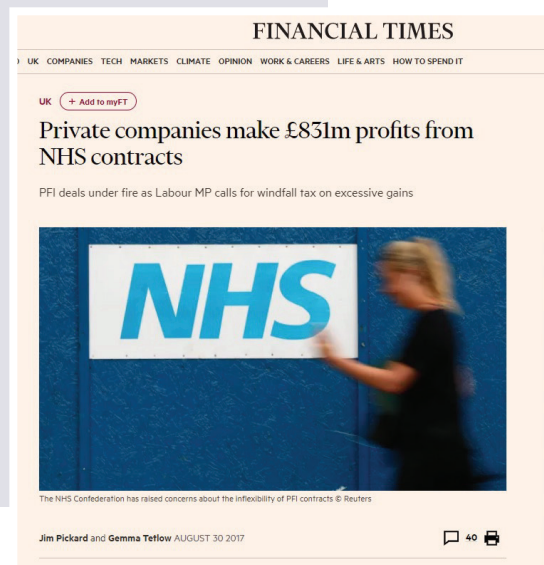 FINANCIAL TIMES
UK COMPANIES TECH MARKETS CLIMATE OPINION WORK & CAREERS LIFE & ARTS HOW TO SPEND IT
UK + Add to myFT
Private companies make £831m profits from
NHS contracts
PFI deals under fire as Labour MP calls for windfall tax on excessive gains
NHS
The NHS Confederation has raised concerns about the inflexibility of PFI contracts © Reuters
Jim Pickard and Gemma Tetlow AUGUST 30 2017 40